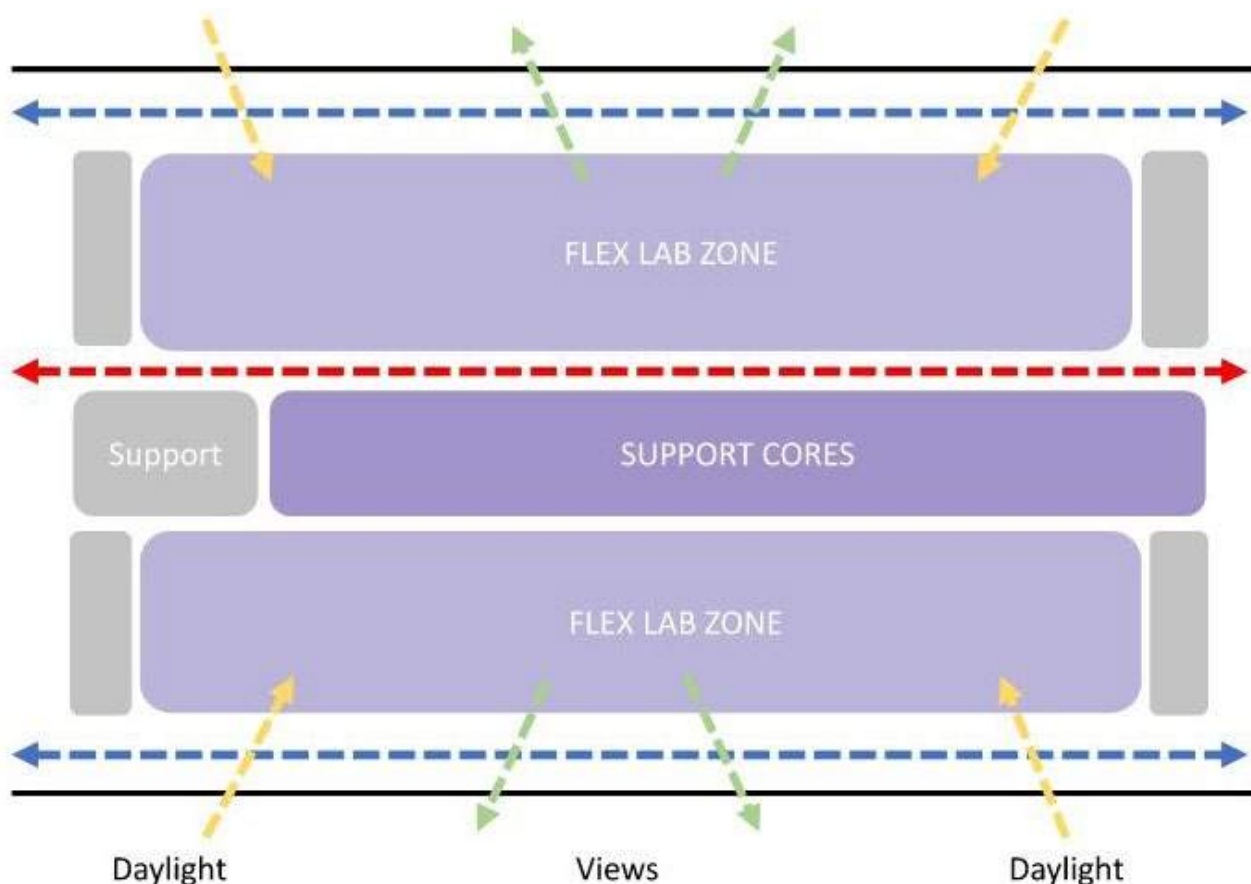 FLEX LAB ZONE
Support
SUPPORT CORES
FLEX LAB ZONE
Daylight
Views
Daylight